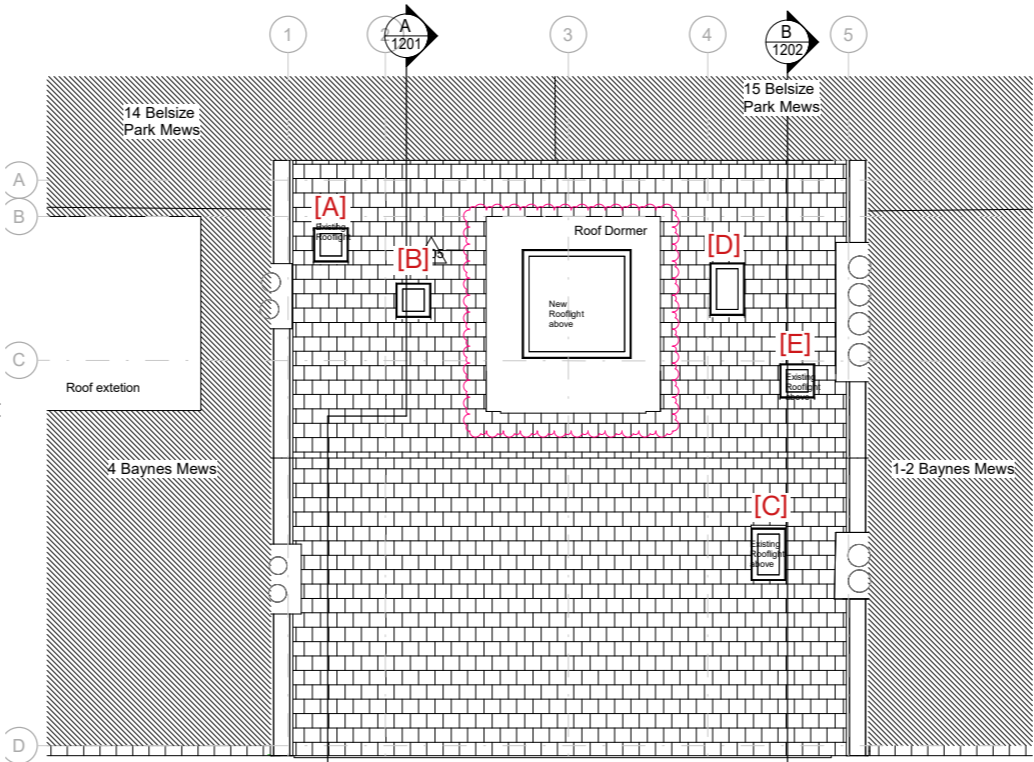 1
2
A
1201
3
4
B
1202
5
14 Belsize
Park Mews
15 Belsize
Park Mews
A
B
[A]
Existing
Rooflight
Roof Dormer
[D]
[B]
New
Rooflight
above
[E]
C
Existing
Rooflight
above
Roof extetion
4 Baynes Mews
1-2 Baynes Mews
[C]
Existing
Rooflight
above
D